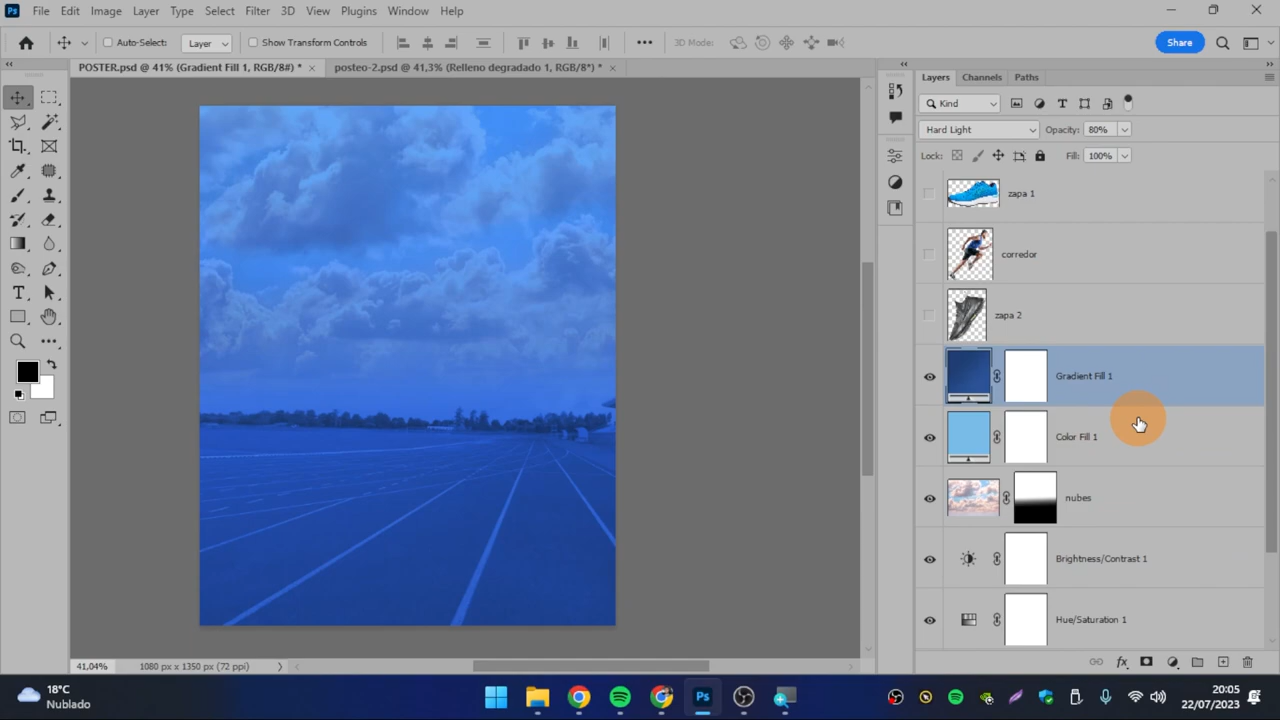 Ps File Edit Image Layer Type Select Filter 3D View Plugins Window Help
Auto-Select: Layer Show Transform Controls 3D Mode: Share
POSTER.psd @ 41% (Gradient Fill 1, RGB/8#) * × posteo-2.psd @ 41,3% (Relleno degradado 1, RGB/8*) * ×
Layers Channels Paths
Kind
Hard Light Opacity: 80%
Lock: Fill: 100%
zapa 1
corredor
zapa 2
Gradient Fill 1
Color Fill 1
nubes
Brightness/Contrast 1
Hue/Saturation 1
41,04% 1080 px x 1350 px (72 ppi)
18°C
Nublado
Ps
20:05
22/07/2023